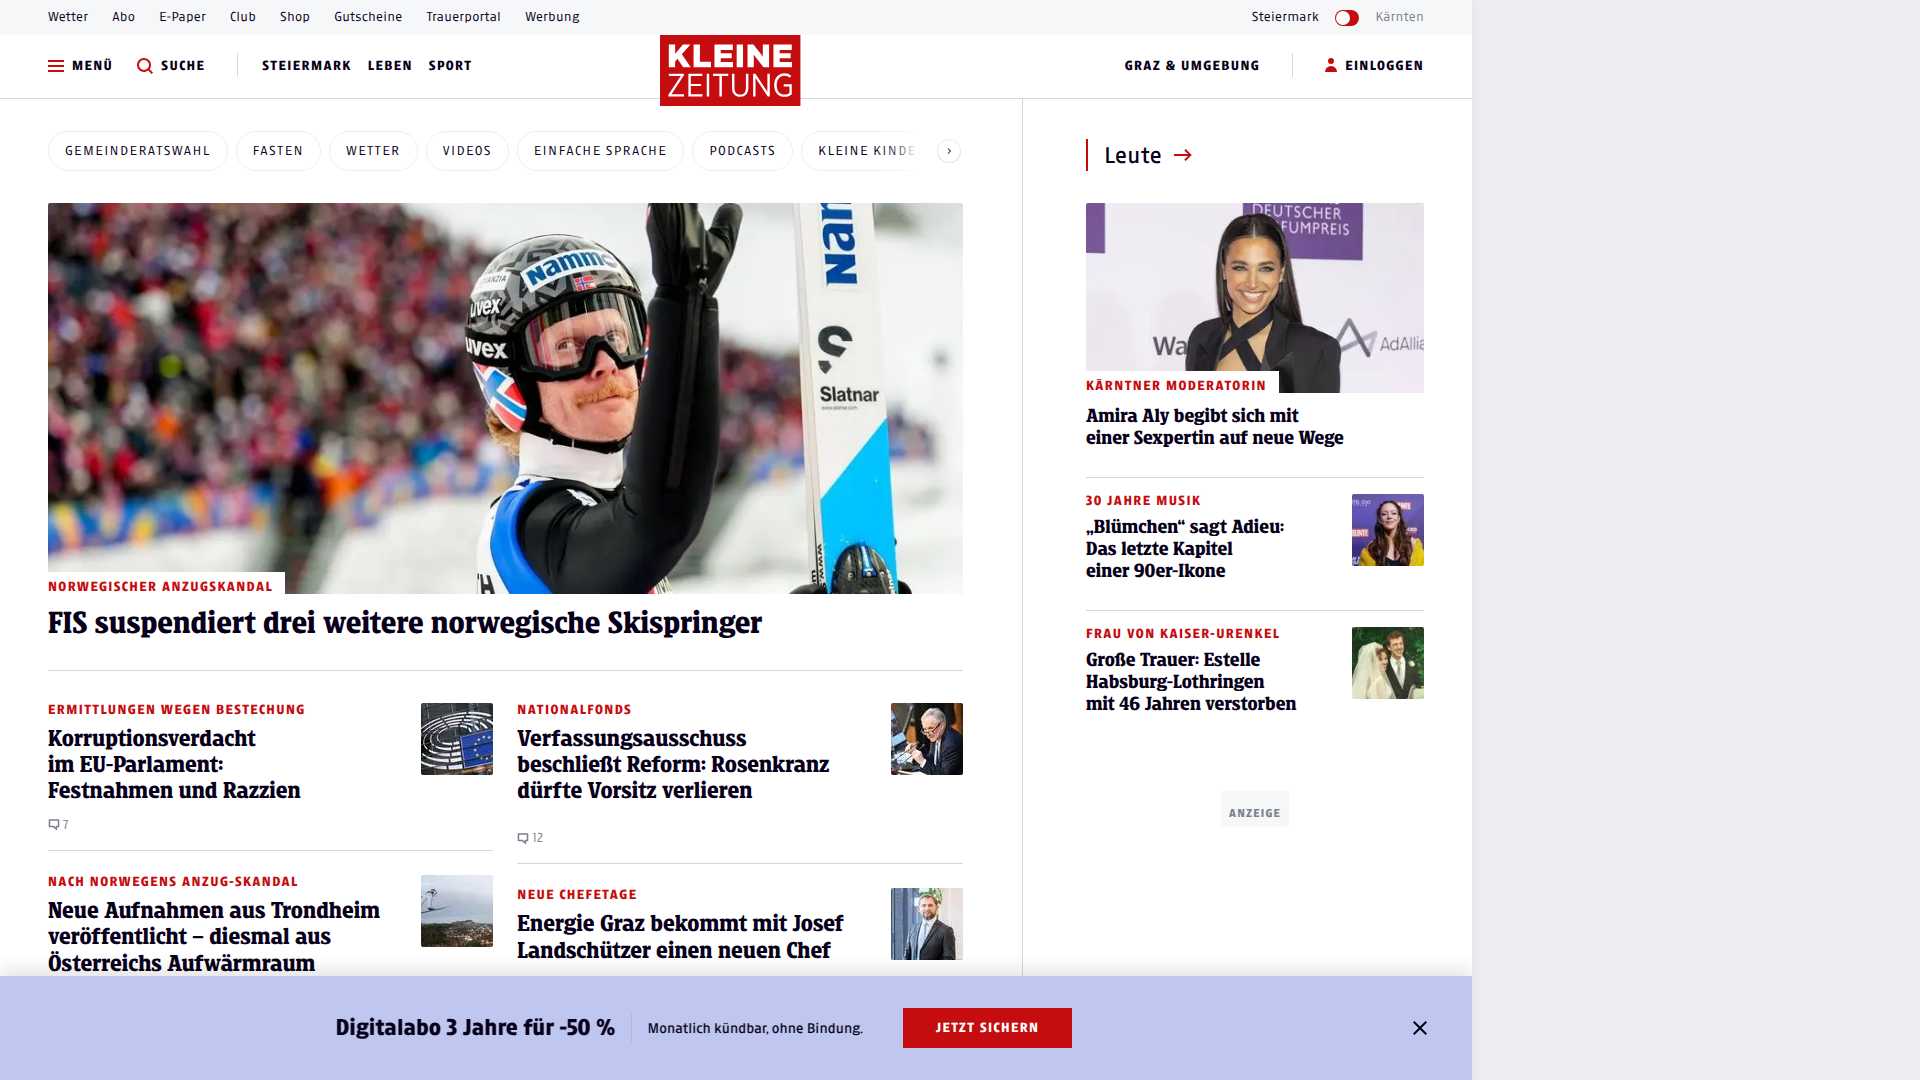 Wetter Abo E-Paper Club Shop Gutscheine Trauerportal Werbung Steiermark Kärnten
MENÜ SUCHE STEIERMARK LEBEN SPORT KLEINE ZEITUNG GRAZ & UMGEBUNG EINLOGGEN
GEMEINDERATSWAHL FASTEN WETTER VIDEOS EINFACHE SPRACHE PODCASTS KLEINE KINDE
Nammo
uvex
uvex
Slatnar
NORWEGISCHER ANZUGSKANDAL
FIS suspendiert drei weitere norwegische Skispringer
ERMITTLUNGEN WEGEN BESTECHUNG
Korruptionsverdacht
im EU-Parlament:
Festnahmen und Razzien
7
NACH NORWEGENS ANZUG-SKANDAL
Neue Aufnahmen aus Trondheim
veröffentlicht – diesmal aus
Österreichs Aufwärmraum
NATIONALFONDS
Verfassungsausschuss
beschließt Reform: Rosenkranz
dürfte Vorsitz verlieren
12
NEUE CHEFETAGE
Energie Graz bekommt mit Josef
Landschützer einen neuen Chef
Leute
DEUTSCHER
FUMPREIS
Wa
AdAllia
KÄRNTNER MODERATORIN
Amira Aly begibt sich mit
einer Sexpertin auf neue Wege
30 JAHRE MUSIK
„Blümchen“ sagt Adieu:
Das letzte Kapitel
einer 90er-Ikone
FRAU VON KAISER-URENKEL
Große Trauer: Estelle
Habsburg-Lothringen
mit 46 Jahren verstorben
ANZEIGE
Digitalabo 3 Jahre für -50 % Monatlich kündbar, ohne Bindung. JETZT SICHERN